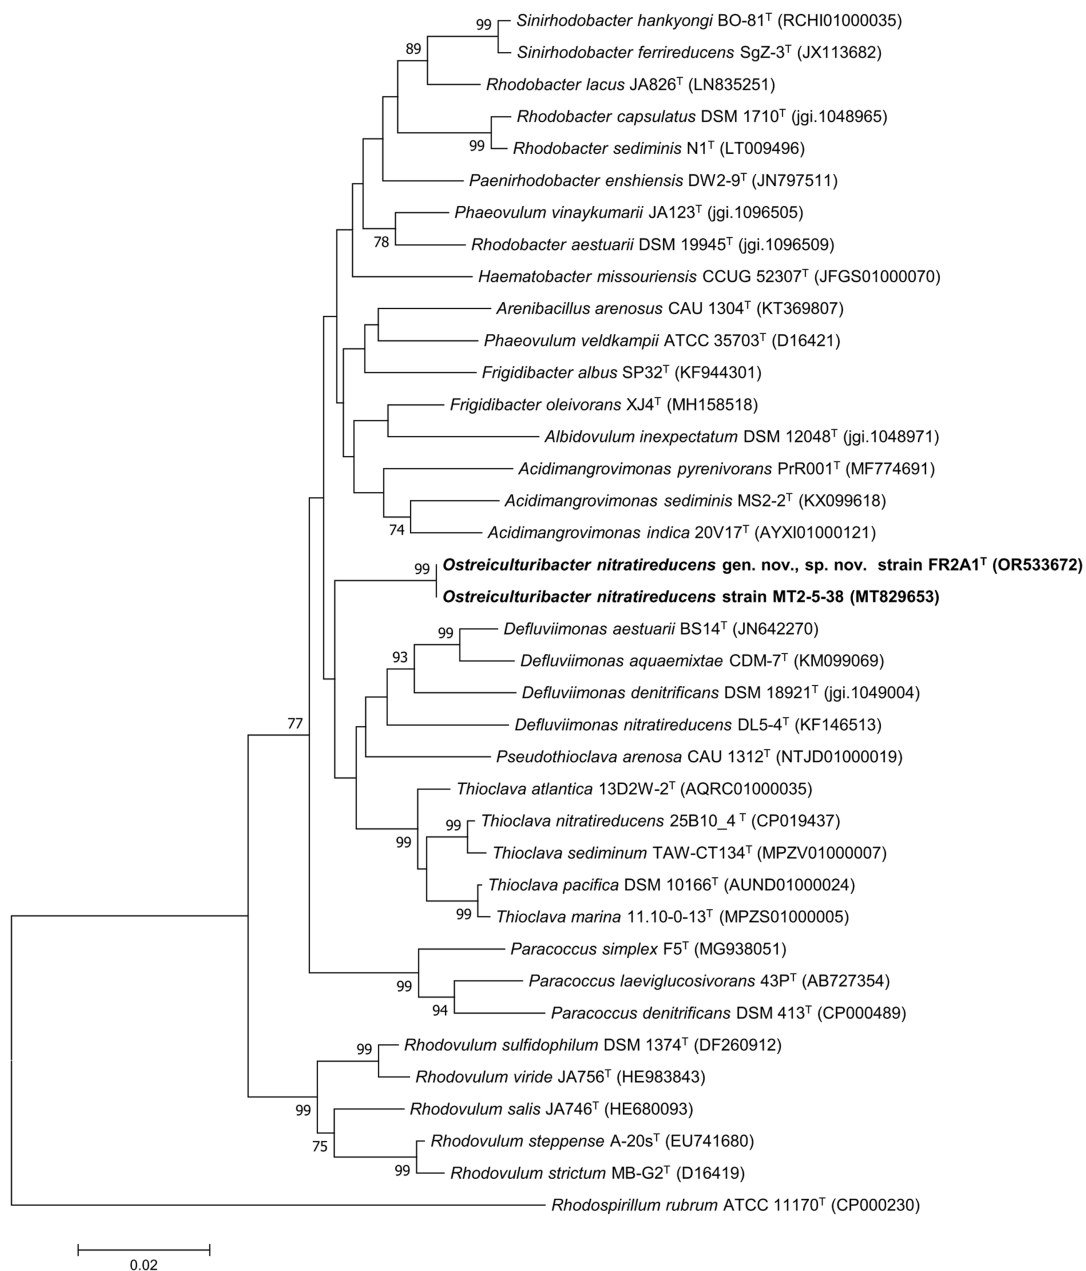 99 Sinirhodobacter hankyongi BO-81ᵀ (RCHI01000035)
89 Sinirhodobacter ferrireducens SgZ-3ᵀ (JX113682)
Rhodobacter lacus JA826ᵀ (LN835251)
Rhodobacter capsulatus DSM 1710ᵀ (jgi.1048965)
99 Rhodobacter sediminis N1ᵀ (LT009496)
Paenirhodobacter enshiensis DW2-9ᵀ (JN797511)
Phaeovulum vinaykumarii JA123ᵀ (jgi.1096505)
78 Rhodobacter aestuarii DSM 19945ᵀ (jgi.1096509)
Haematobacter missouriensis CCUG 52307ᵀ (JFGS01000070)
Arenibacillus arenosus CAU 1304ᵀ (KT369807)
Phaeovulum veldkampii ATCC 35703ᵀ (D16421)
Frigidibacter albus SP32ᵀ (KF944301)
Frigidibacter oleivorans XJ4ᵀ (MH158518)
Albidovulum inexpectatum DSM 12048ᵀ (jgi.1048971)
Acidimangrovimonas pyrenivorans PrR001ᵀ (MF774691)
Acidimangrovimonas sediminis MS2-2ᵀ (KX099618)
74 Acidimangrovimonas indica 20V17ᵀ (AYXI01000121)
99 Ostreiculturibacter nitratireducens gen. nov., sp. nov. strain FR2A1ᵀ (OR533672)
Ostreiculturibacter nitratireducens strain MT2-5-38 (MT829653)
99 Defluviimonas aestuarii BS14ᵀ (JN642270)
93 Defluviimonas aquaemixtae CDM-7ᵀ (KM099069)
Defluviimonas denitrificans DSM 18921ᵀ (jgi.1049004)
77 Defluviimonas nitratireducens DL5-4ᵀ (KF146513)
Pseudothioclava arenosa CAU 1312ᵀ (NTJD01000019)
Thioclava atlantica 13D2W-2ᵀ (AQRC01000035)
99 Thioclava nitratireducens 25B10_4 ᵀ (CP019437)
99 Thioclava sediminum TAW-CT134ᵀ (MPZV01000007)
Thioclava pacifica DSM 10166ᵀ (AUND01000024)
99 Thioclava marina 11.10-0-13ᵀ (MPZS01000005)
Paracoccus simplex F5ᵀ (MG938051)
99 Paracoccus laeviglucosivorans 43Pᵀ (AB727354)
94 Paracoccus denitrificans DSM 413ᵀ (CP000489)
99 Rhodovulum sulfidophilum DSM 1374ᵀ (DF260912)
Rhodovulum viride JA756ᵀ (HE983843)
99 Rhodovulum salis JA746ᵀ (HE680093)
75 Rhodovulum steppense A-20sᵀ (EU741680)
99 Rhodovulum strictum MB-G2ᵀ (D16419)
Rhodospirillum rubrum ATCC 11170ᵀ (CP000230)
0.02